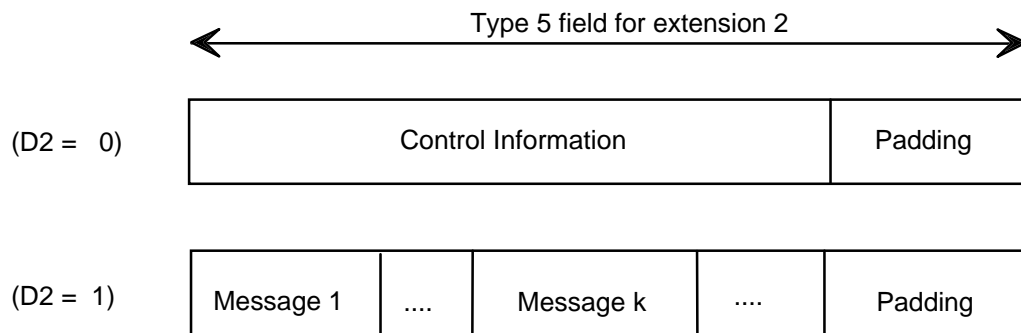 Type 5 field for extension 2
(D2 = 0) Control Information Padding
(D2 = 1) Message 1 .... Message k .... Padding